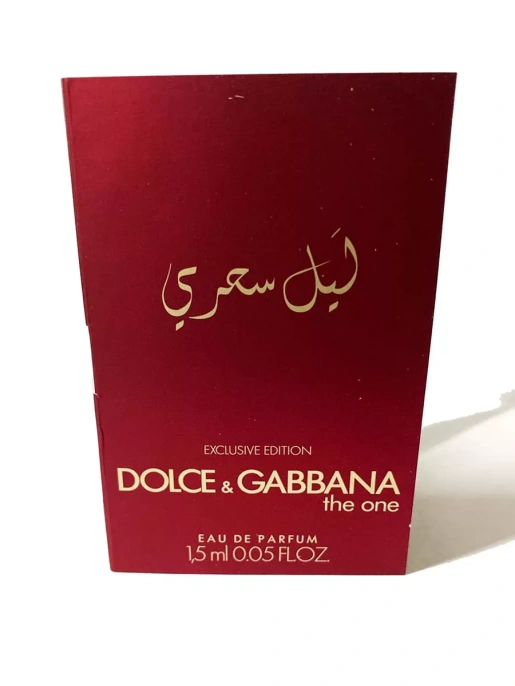 لَيل سحري
EXCLUSIVE EDITION
DOLCE & GABBANA
the one
EAU DE PARFUM
1,5 ml 0.05 FL.OZ.